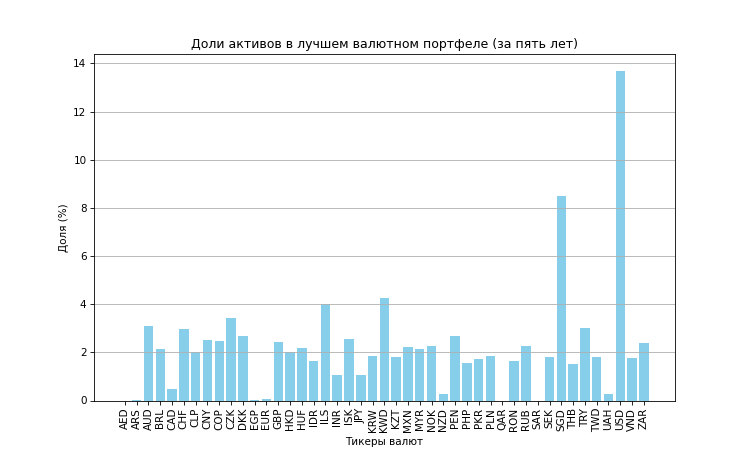 Доли активов в лучшем валютном портфеле (за пять лет)
14
12
10
8
6
4
2
0
Доля (%)
AED ARS AUD BRL CAD CHF CLP CNY COP CZK DKK EGP EUR GBP HKD HUF IDR ILS INR ISK JPY KRW KWD KZT MXN MYR NOK NZD PEN PHP PKR PLN QAR RON RUB SAR SEK SGD THB TRY TWD UAH USD VND ZAR
Тикеры валют